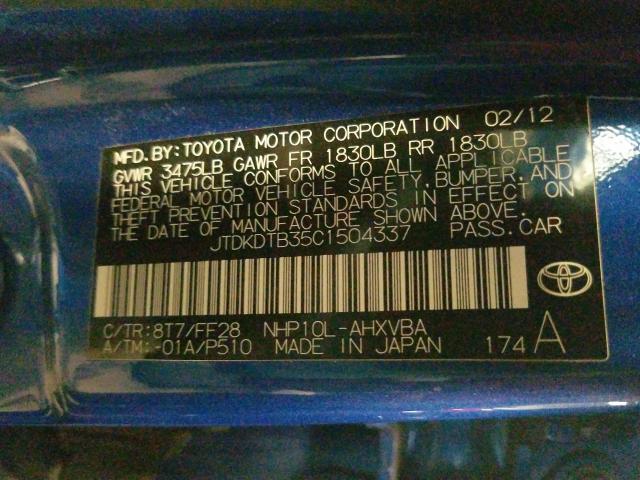 MFD.BY:TOYOTA MOTOR CORPORATION 02/12
GVWR 3475LB GAWR FR 1830LB RR 1830LB
THIS VEHICLE CONFORMS TO ALL APPLICABLE
FEDERAL MOTOR VEHICLE SAFETY,BUMPER,AND
THEFT PREVENTION STANDARDS IN EFFECT ON
THE DATE OF MANUFACTURE SHOWN ABOVE.
JTDKDTB35C1504337 PASS.CAR
C/TR:8T7/FF28 NHP10L-AHXVBA
A/TM:-01A/P510 MADE IN JAPAN 174 A